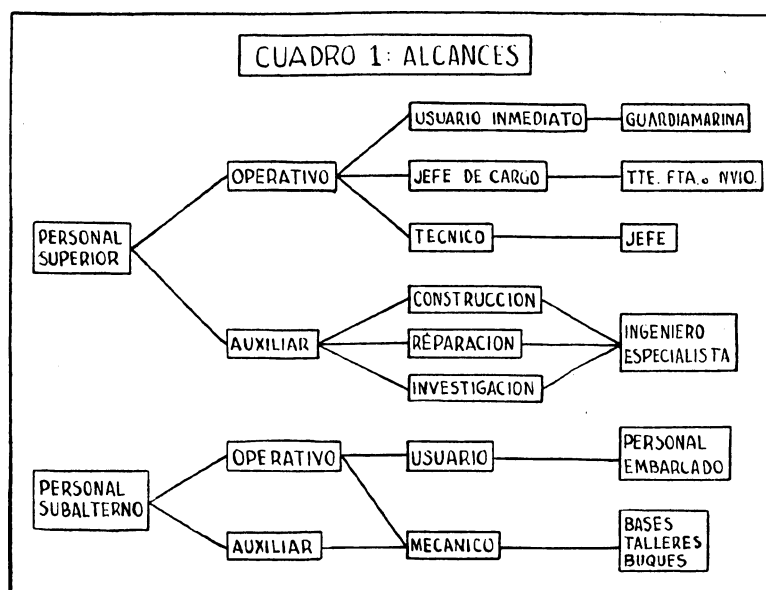 CUADRO 1: ALCANCES
USUARIO INMEDIATO
GUARDIAMARINA
OPERATIVO
JEFE DE CARGO
TTE. FTA. o NVIO.
PERSONAL
SUPERIOR
TECNICO
JEFE
CONSTRUCCION
AUXILIAR
RÉPARACION
INGENIERO
ESPECIALISTA
INVESTIGACION
OPERATIVO
USUARIO
PERSONAL
EMBARCADO
PERSONAL
SUBALTERNO
AUXILIAR
MECANICO
BASES
TALLERES
BUQUES